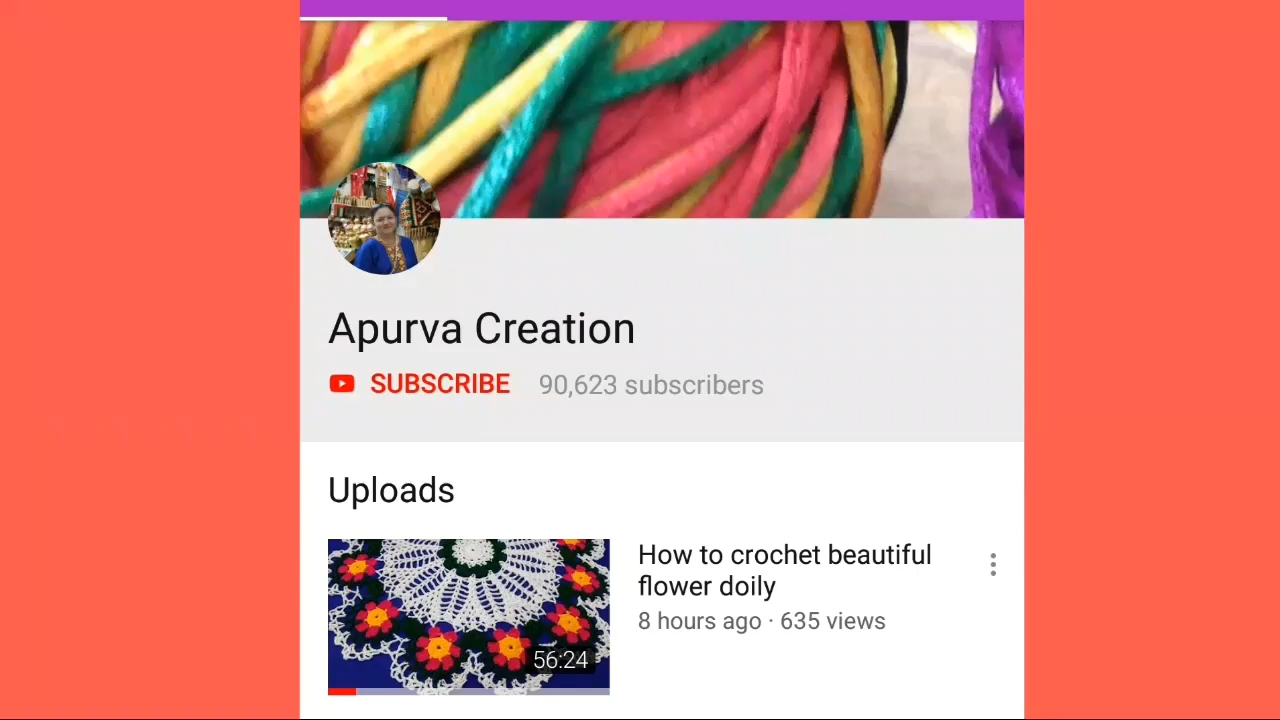 Apurva Creation
SUBSCRIBE 90,623 subscribers
Uploads
How to crochet beautiful
flower doily
8 hours ago · 635 views
56:24